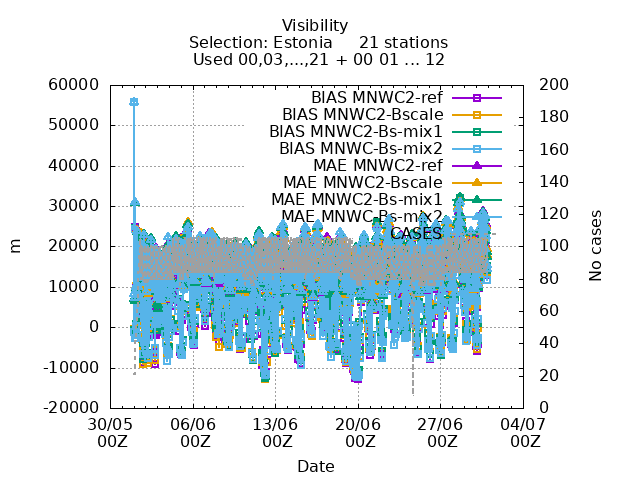 Visibility
Selection: Estonia 21 stations
Used 00,03,...,21 + 00 01 ... 12
60000
50000
40000
30000
20000
10000
0
-10000
-20000
m
200
180
160
140
120
100
80
60
40
20
0
No cases
BIAS MNWC2-ref
BIAS MNWC2-Bscale
BIAS MNWC2-Bs-mix1
BIAS MNWC-Bs-mix2
MAE MNWC2-ref
MAE MNWC2-Bscale
MAE MNWC2-Bs-mix1
MAE MNWC-Bs-mix2
CASES
30/05 06/06 13/06 20/06 27/06 04/07
00Z 00Z 00Z 00Z 00Z 00Z
Date